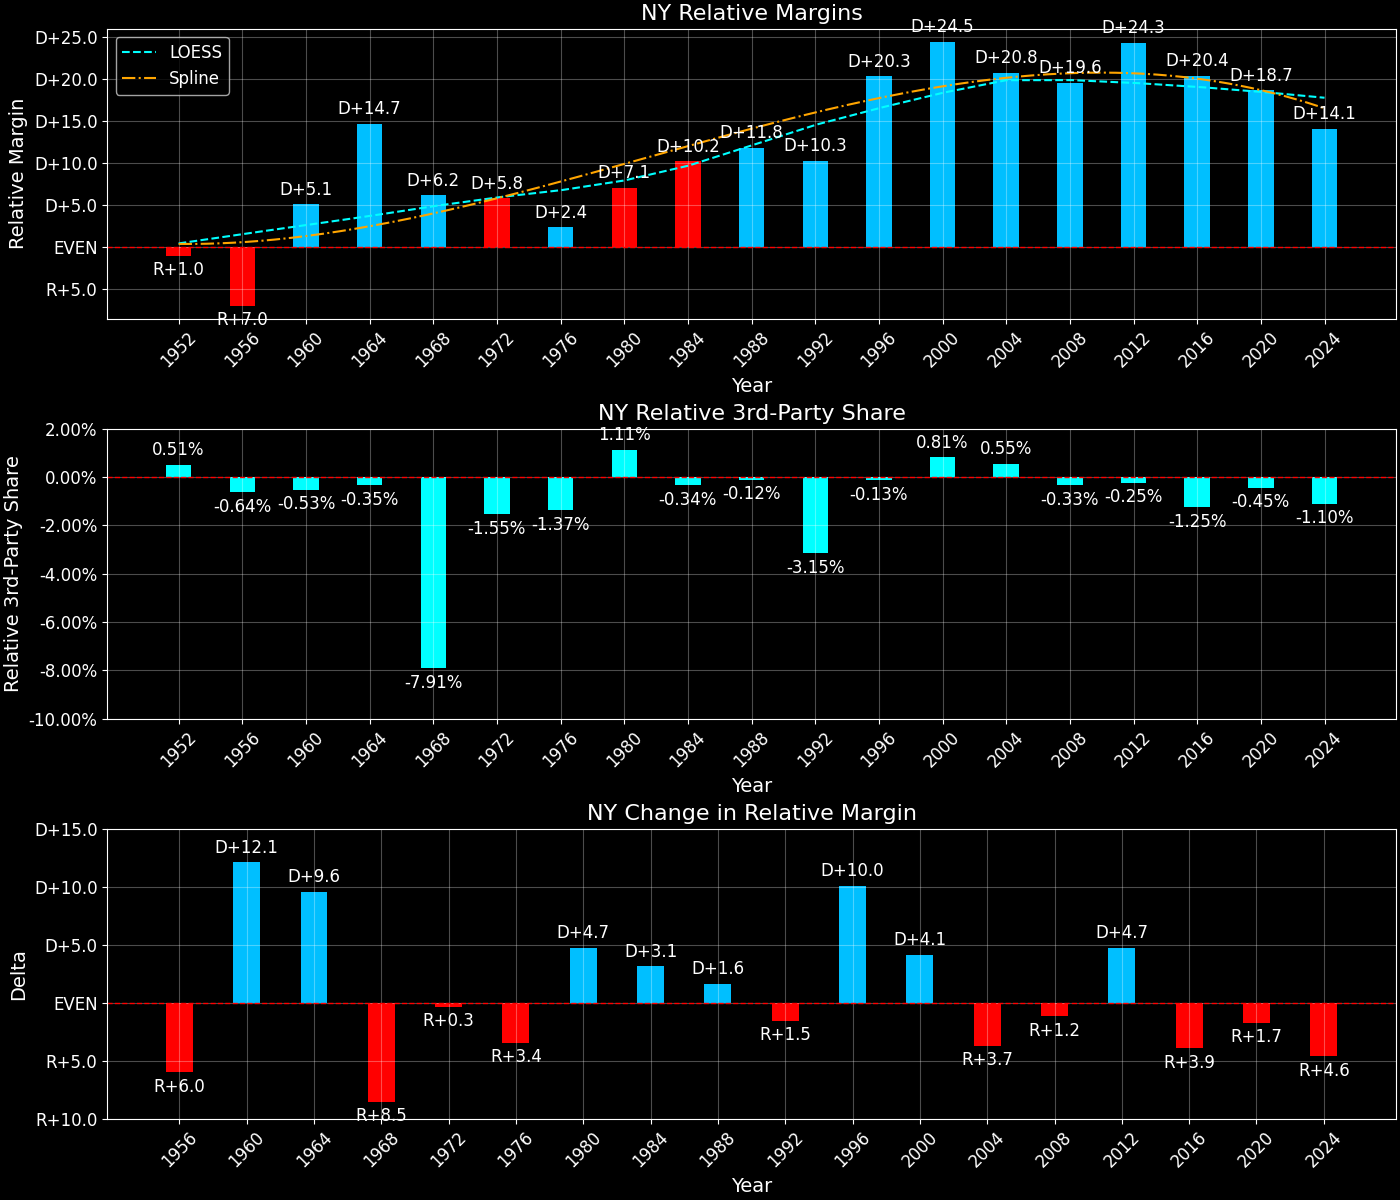 NY Relative Margins
Relative Margin
D+25.0
D+20.0
D+15.0
D+10.0
D+5.0
EVEN
R+5.0
LOESS
Spline
R+1.0
R+7.0
D+5.1
D+14.7
D+6.2
D+5.8
D+2.4
D+7.1
D+10.2
D+11.8
D+10.3
D+20.3
D+24.5
D+20.8
D+19.6
D+24.3
D+20.4
D+18.7
D+14.1
1952 1956 1960 1964 1968 1972 1976 1980 1984 1988 1992 1996 2000 2004 2008 2012 2016 2020 2024
Year
NY Relative 3rd-Party Share
Relative 3rd-Party Share
2.00%
0.00%
-2.00%
-4.00%
-6.00%
-8.00%
-10.00%
0.51%
-0.64%
-0.53%
-0.35%
-7.91%
-1.55%
-1.37%
1.11%
-0.34%
-0.12%
-3.15%
-0.13%
0.81%
0.55%
-0.33%
-0.25%
-1.25%
-0.45%
-1.10%
1952 1956 1960 1964 1968 1972 1976 1980 1984 1988 1992 1996 2000 2004 2008 2012 2016 2020 2024
Year
NY Change in Relative Margin
Delta
D+15.0
D+10.0
D+5.0
EVEN
R+5.0
R+10.0
R+6.0
D+12.1
D+9.6
R+8.5
R+0.3
R+3.4
D+4.7
D+3.1
D+1.6
R+1.5
D+10.0
D+4.1
R+3.7
R+1.2
D+4.7
R+3.9
R+1.7
R+4.6
1956 1960 1964 1968 1972 1976 1980 1984 1988 1992 1996 2000 2004 2008 2012 2016 2020 2024
Year